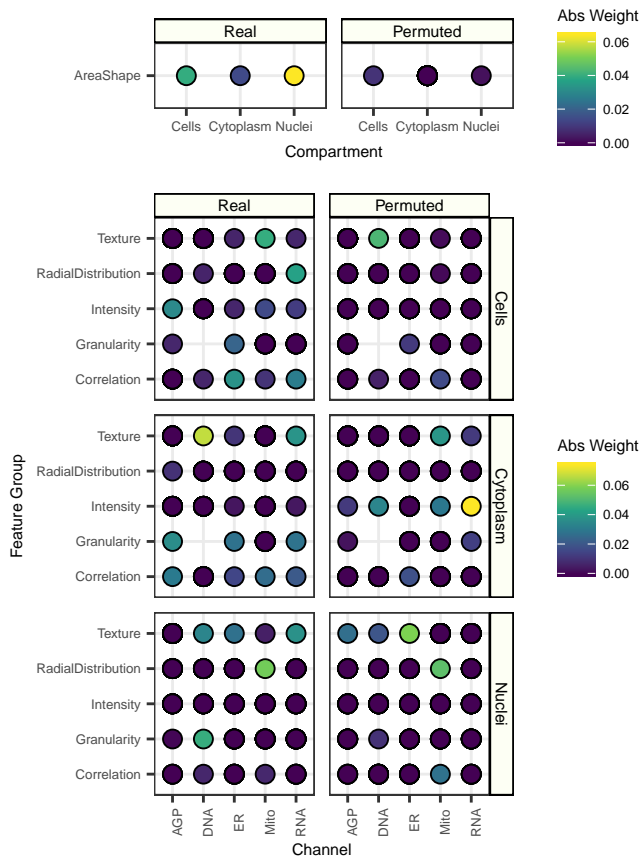 Real Permuted
Abs Weight
0.06
0.04
0.02
0.00
AreaShape
Cells Cytoplasm Nuclei Cells Cytoplasm Nuclei
Compartment
Real Permuted
Texture
RadialDistribution
Intensity
Granularity
Correlation
Cells
Texture
RadialDistribution
Intensity
Granularity
Correlation
Cytoplasm
Feature Group
Abs Weight
0.06
0.04
0.02
0.00
Texture
RadialDistribution
Intensity
Granularity
Correlation
Nuclei
AGP DNA ER Mito RNA AGP DNA ER Mito RNA
Channel